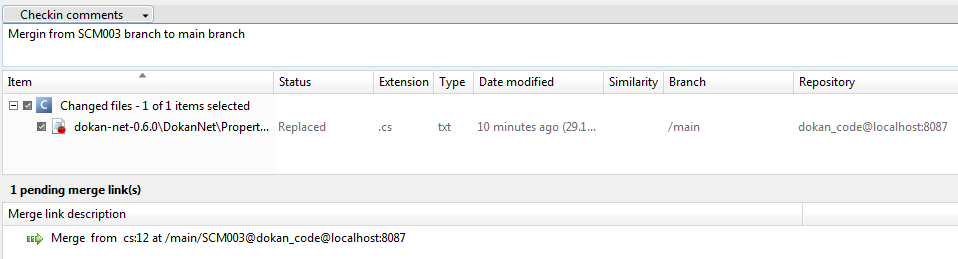 Checkin comments
Mergin from SCM003 branch to main branch
Item Status Extension Type Date modified Similarity Branch Repository
C Changed files - 1 of 1 items selected
dokan-net-0.6.0\DokanNet\Propert... Replaced .cs txt 10 minutes ago (29.1... /main dokan_code@localhost:8087
1 pending merge link(s)
Merge link description
Merge from cs:12 at /main/SCM003@dokan_code@localhost:8087